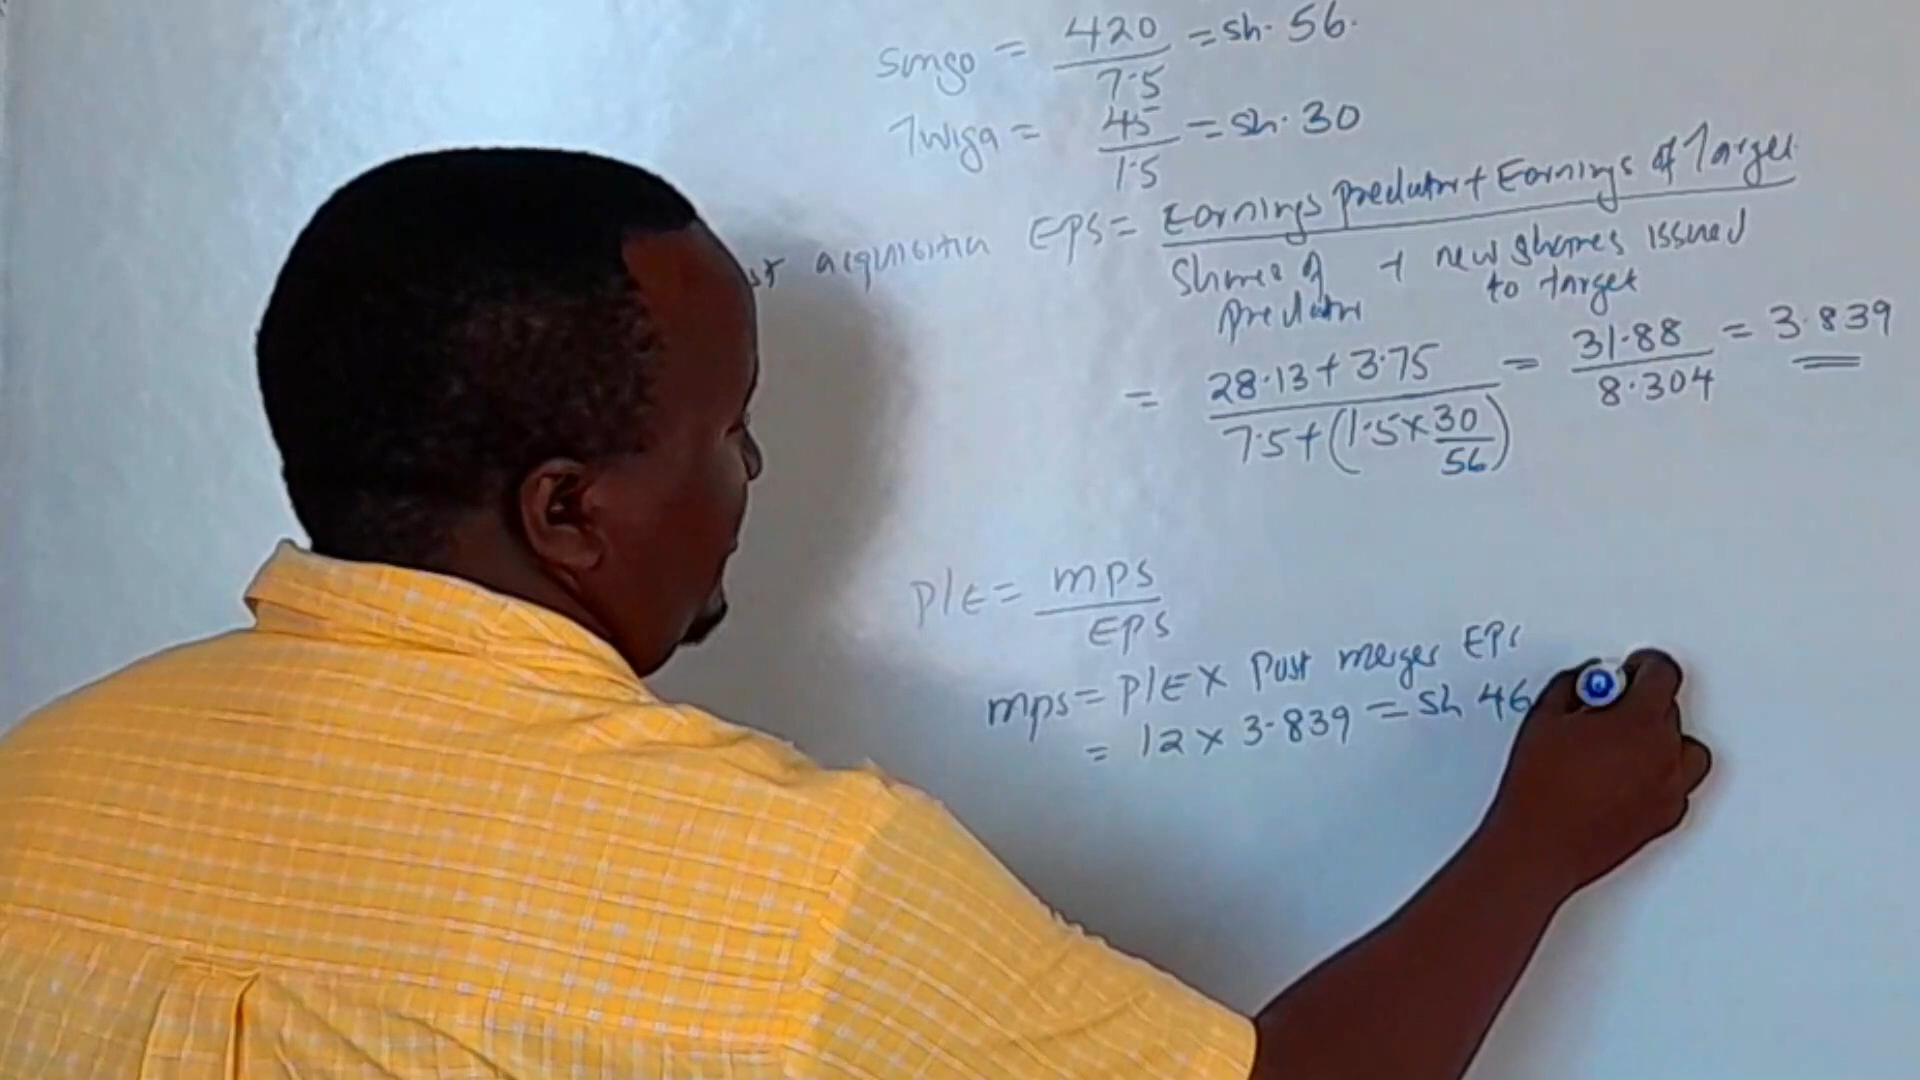 Simgo = 420/7.5 = sh. 56.
Twiga = 45/1.5 = sh. 30
acquisition EPS = Earnings predator + Earnings of Target
Shares of predator + new shares issued to target
= 28.13 + 3.75 / 7.5 + (1.5 x 30/56) = 31.88 / 8.304 = 3.839
P/E = mps / EPS
mps = P/E x Post merger EPS
= 12 x 3.839 = sh 46